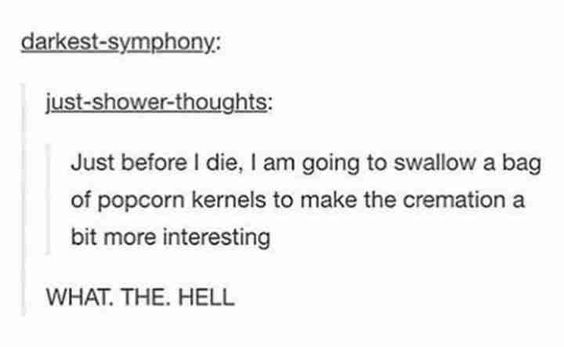 darkest-symphony:
just-shower-thoughts:
Just before I die, I am going to swallow a bag
of popcorn kernels to make the cremation a
bit more interesting
WHAT. THE. HELL